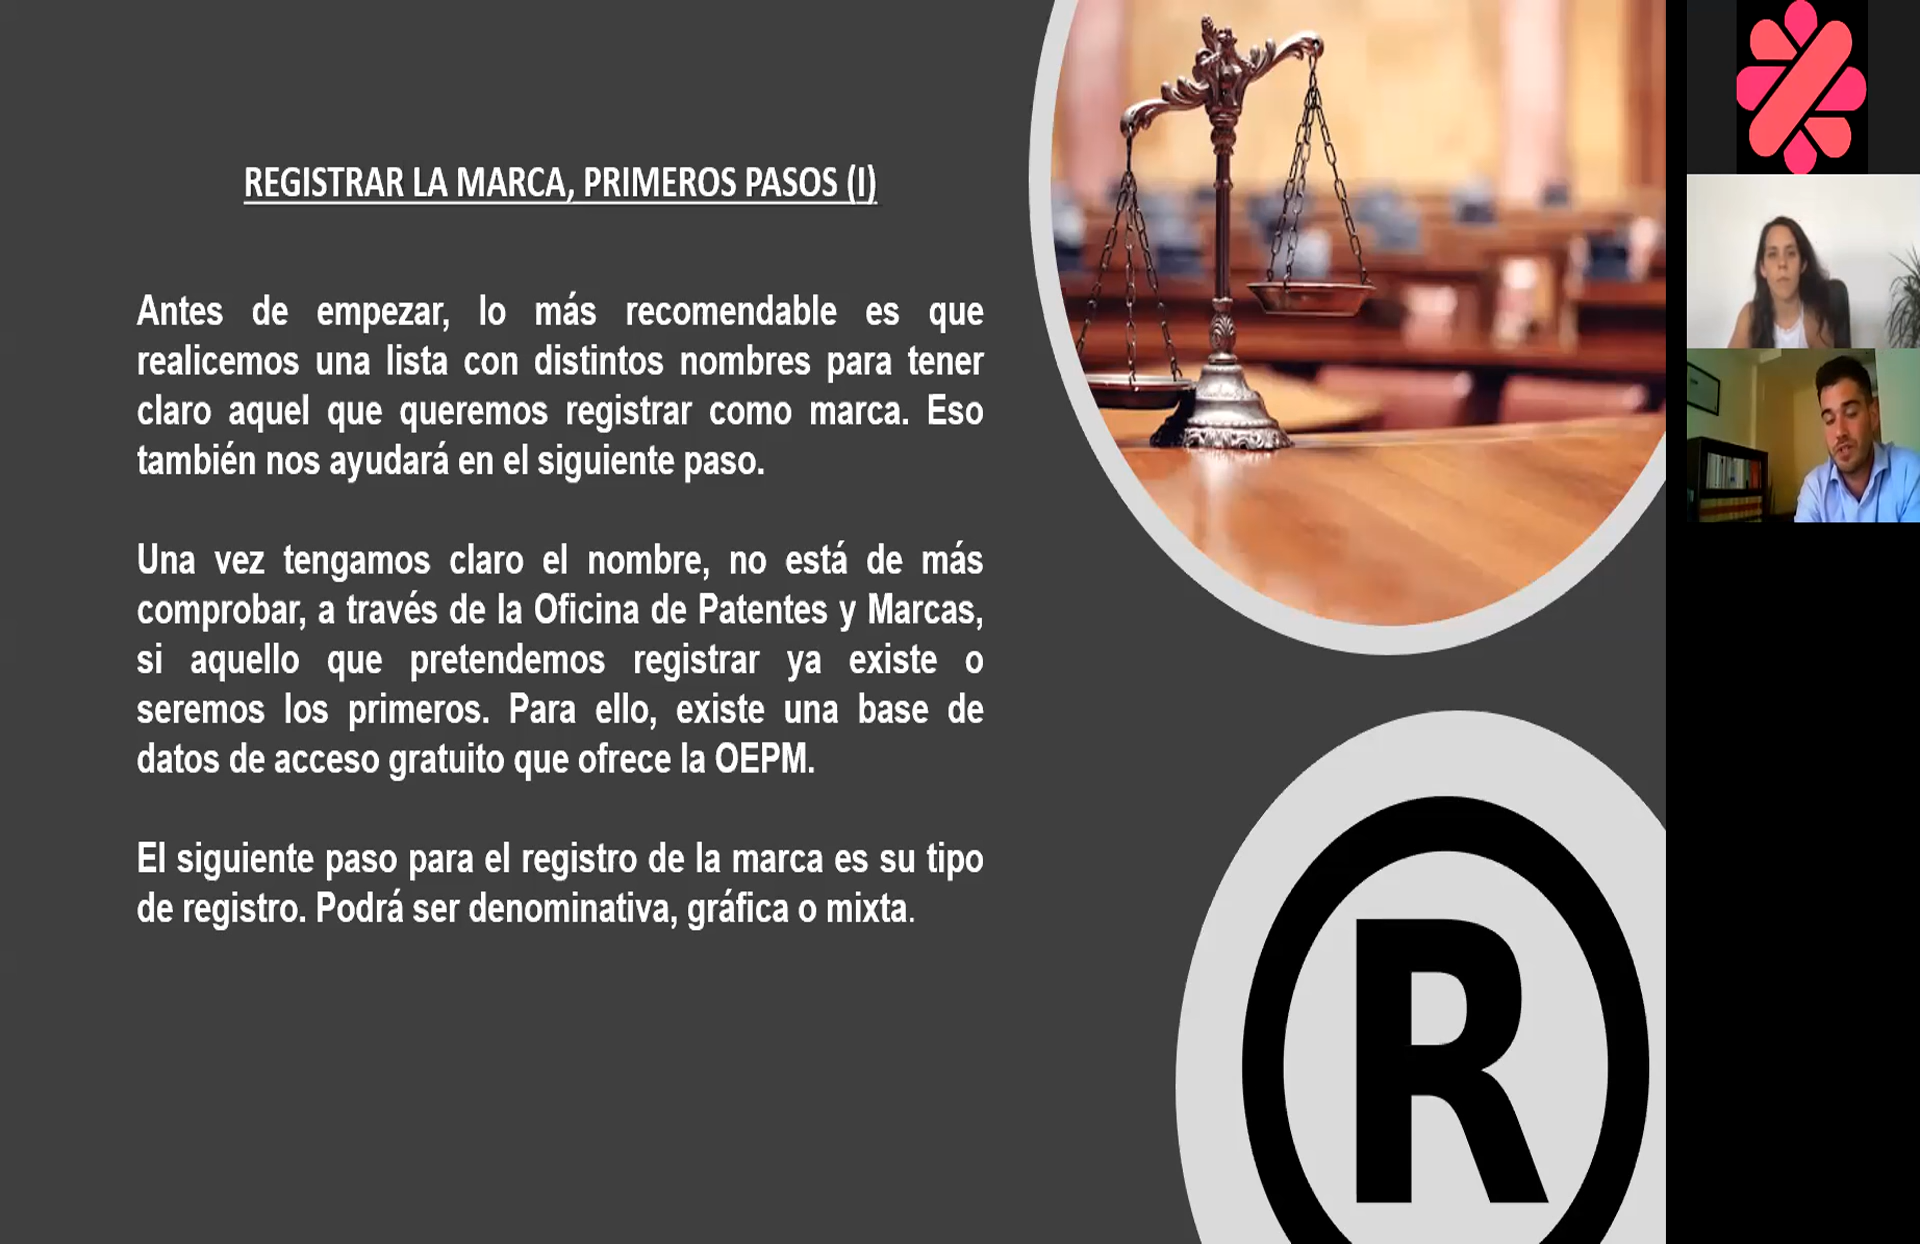 REGISTRAR LA MARCA, PRIMEROS PASOS (I)
Antes de empezar, lo más recomendable es que
realicemos una lista con distintos nombres para tener
claro aquel que queremos registrar como marca. Eso
también nos ayudará en el siguiente paso.
Una vez tengamos claro el nombre, no está de más
comprobar, a través de la Oficina de Patentes y Marcas,
si aquello que pretendemos registrar ya existe o
seremos los primeros. Para ello, existe una base de
datos de acceso gratuito que ofrece la OEPM.
El siguiente paso para el registro de la marca es su tipo
de registro. Podrá ser denominativa, gráfica o mixta.
R